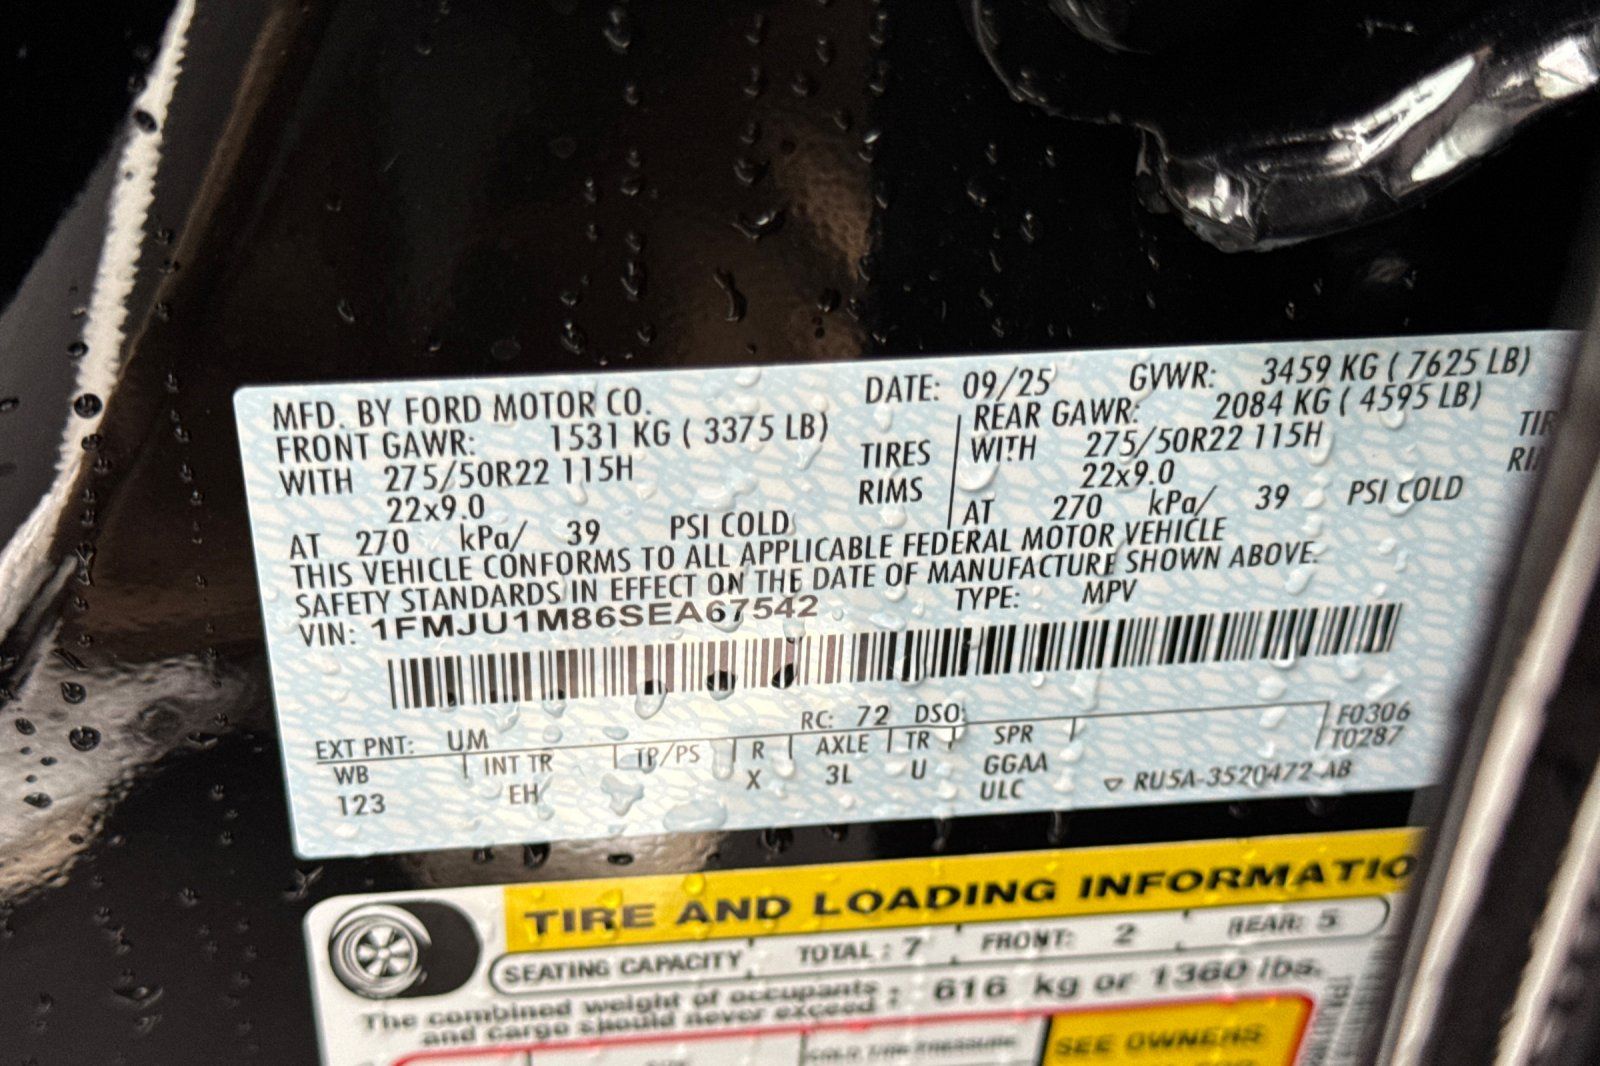 MFD. BY FORD MOTOR CO. DATE: 09/25 GVWR: 3459 KG ( 7625 LB)
FRONT GAWR: 1531 KG ( 3375 LB) REAR GAWR: 2084 KG ( 4595 LB)
WITH 275/50R22 115H TIRES WITH 275/50R22 115H TIR
22x9.0 RIMS 22x9.0 RI
AT 270 kPa/ 39 PSI COLD AT 270 kPa/ 39 PSI COLD
THIS VEHICLE CONFORMS TO ALL APPLICABLE FEDERAL MOTOR VEHICLE
SAFETY STANDARDS IN EFFECT ON THE DATE OF MANUFACTURE SHOWN ABOVE.
VIN: 1FMJU1M86SEA67542 TYPE: MPV
EXT PNT: UM RC: 72 DSO: F0306
WB INT TR TP/PS R AXLE TR SPR T0287
123 EH X 3L U GGAA
ULC RU5A-3520472-AB
TIRE AND LOADING INFORMATIO
SEATING CAPACITY TOTAL : 7 FRONT: 2 REAR: 5
The combined weight of occupants : 616 kg or 1360 lbs.
and cargo should never exceed
COLD TIRE PRESSURE
SEE OWNERS